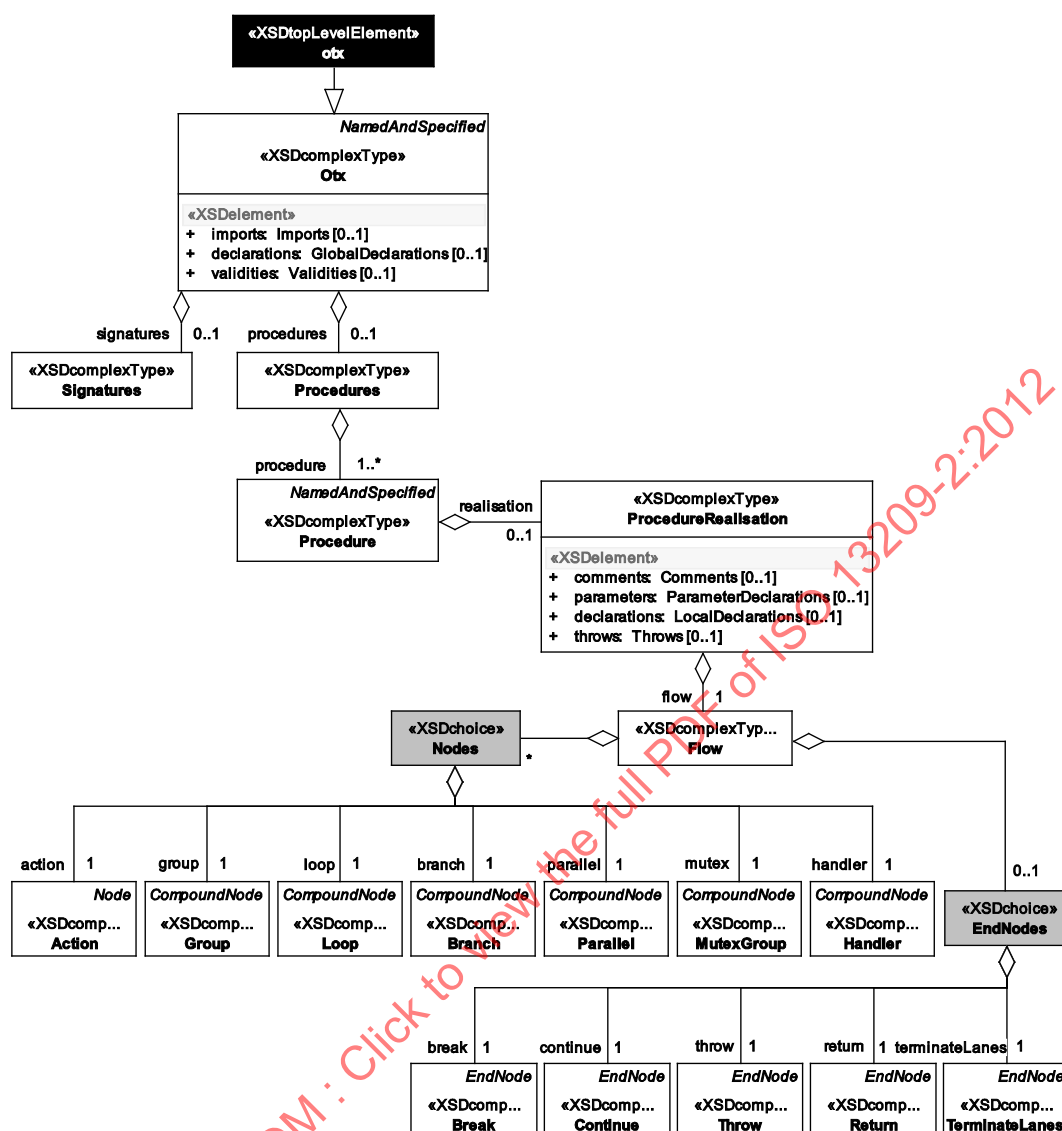 «XSDtopLevelElement»
otx
NamedAndSpecified
«XSDcomplexType»
Otx
«XSDelement»
+ imports: Imports [0..1]
+ declarations: GlobalDeclarations [0..1]
+ validities: Validities [0..1]
signatures 0..1 procedures 0..1
«XSDcomplexType»
Signatures
«XSDcomplexType»
Procedures
procedure 1..*
NamedAndSpecified
«XSDcomplexType»
Procedure
realisation
0..1
«XSDcomplexType»
ProcedureRealisation
«XSDelement»
+ comments: Comments [0..1]
+ parameters: ParameterDeclarations [0..1]
+ declarations: LocalDeclarations [0..1]
+ throws: Throws [0..1]
flow 1
«XSDchoice»
Nodes
*
«XSDcomplexTyp...
Flow
action 1 group 1 loop 1 branch 1 parallel 1 mutex 1 handler 1
0..1
Node
«XSDcomp...
Action
CompoundNode
«XSDcomp...
Group
CompoundNode
«XSDcomp...
Loop
CompoundNode
«XSDcomp...
Branch
CompoundNode
«XSDcomp...
Parallel
CompoundNode
«XSDcomp...
MutexGroup
CompoundNode
«XSDcomp...
Handler
«XSDchoice»
EndNodes
break 1 continue 1 throw 1 return 1 terminateLanes 1
EndNode
«XSDcomp...
Break
EndNode
«XSDcomp...
Continue
EndNode
«XSDcomp...
Throw
EndNode
«XSDcomp...
Return
EndNode
«XSDcomp...
TerminateLanes
OM : Click to view the full PDF of ISO 13209-2:2012